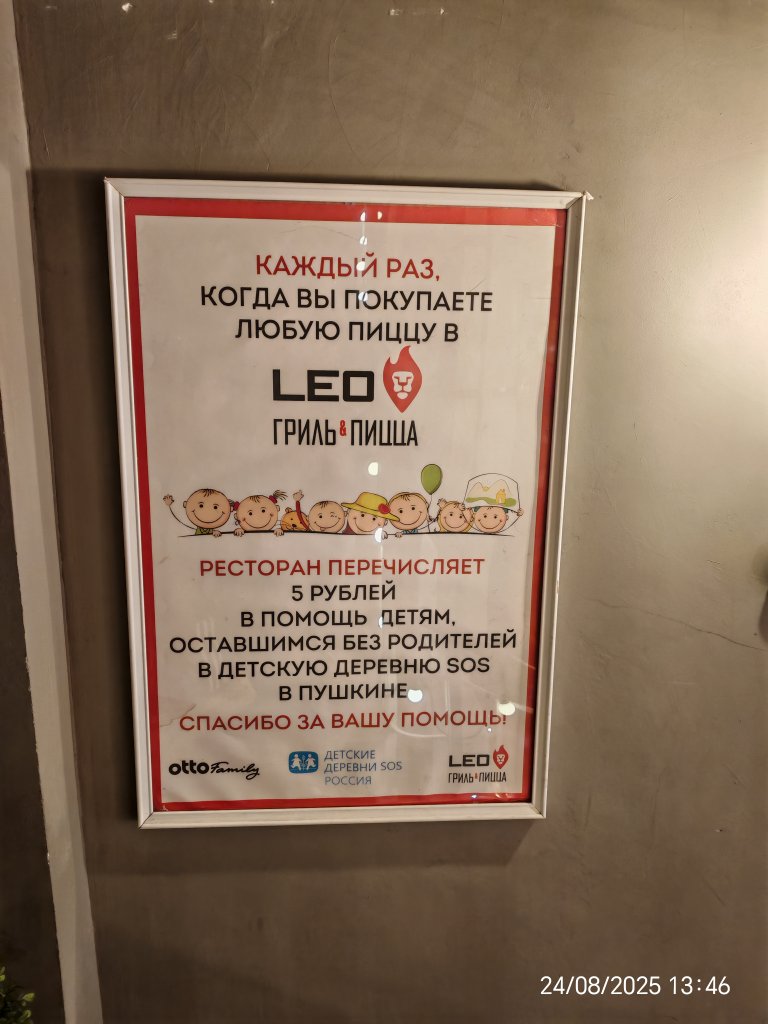 КАЖДЫЙ РАЗ,
КОГДА ВЫ ПОКУПАЕТЕ
ЛЮБУЮ ПИЦЦУ В
LEO
ГРИЛЬ & ПИЦЦА
РЕСТОРАН ПЕРЕЧИСЛЯЕТ
5 РУБЛЕЙ
В ПОМОЩЬ ДЕТЯМ,
ОСТАВШИМСЯ БЕЗ РОДИТЕЛЕЙ
В ДЕТСКУЮ ДЕРЕВНЮ SOS
В ПУШКИНЕ
СПАСИБО ЗА ВАШУ ПОМОЩЬ!
otto Family
ДЕТСКИЕ
ДЕРЕВНИ SOS
РОССИЯ
LEO
ГРИЛЬ & ПИЦЦА
24/08/2025 13:46